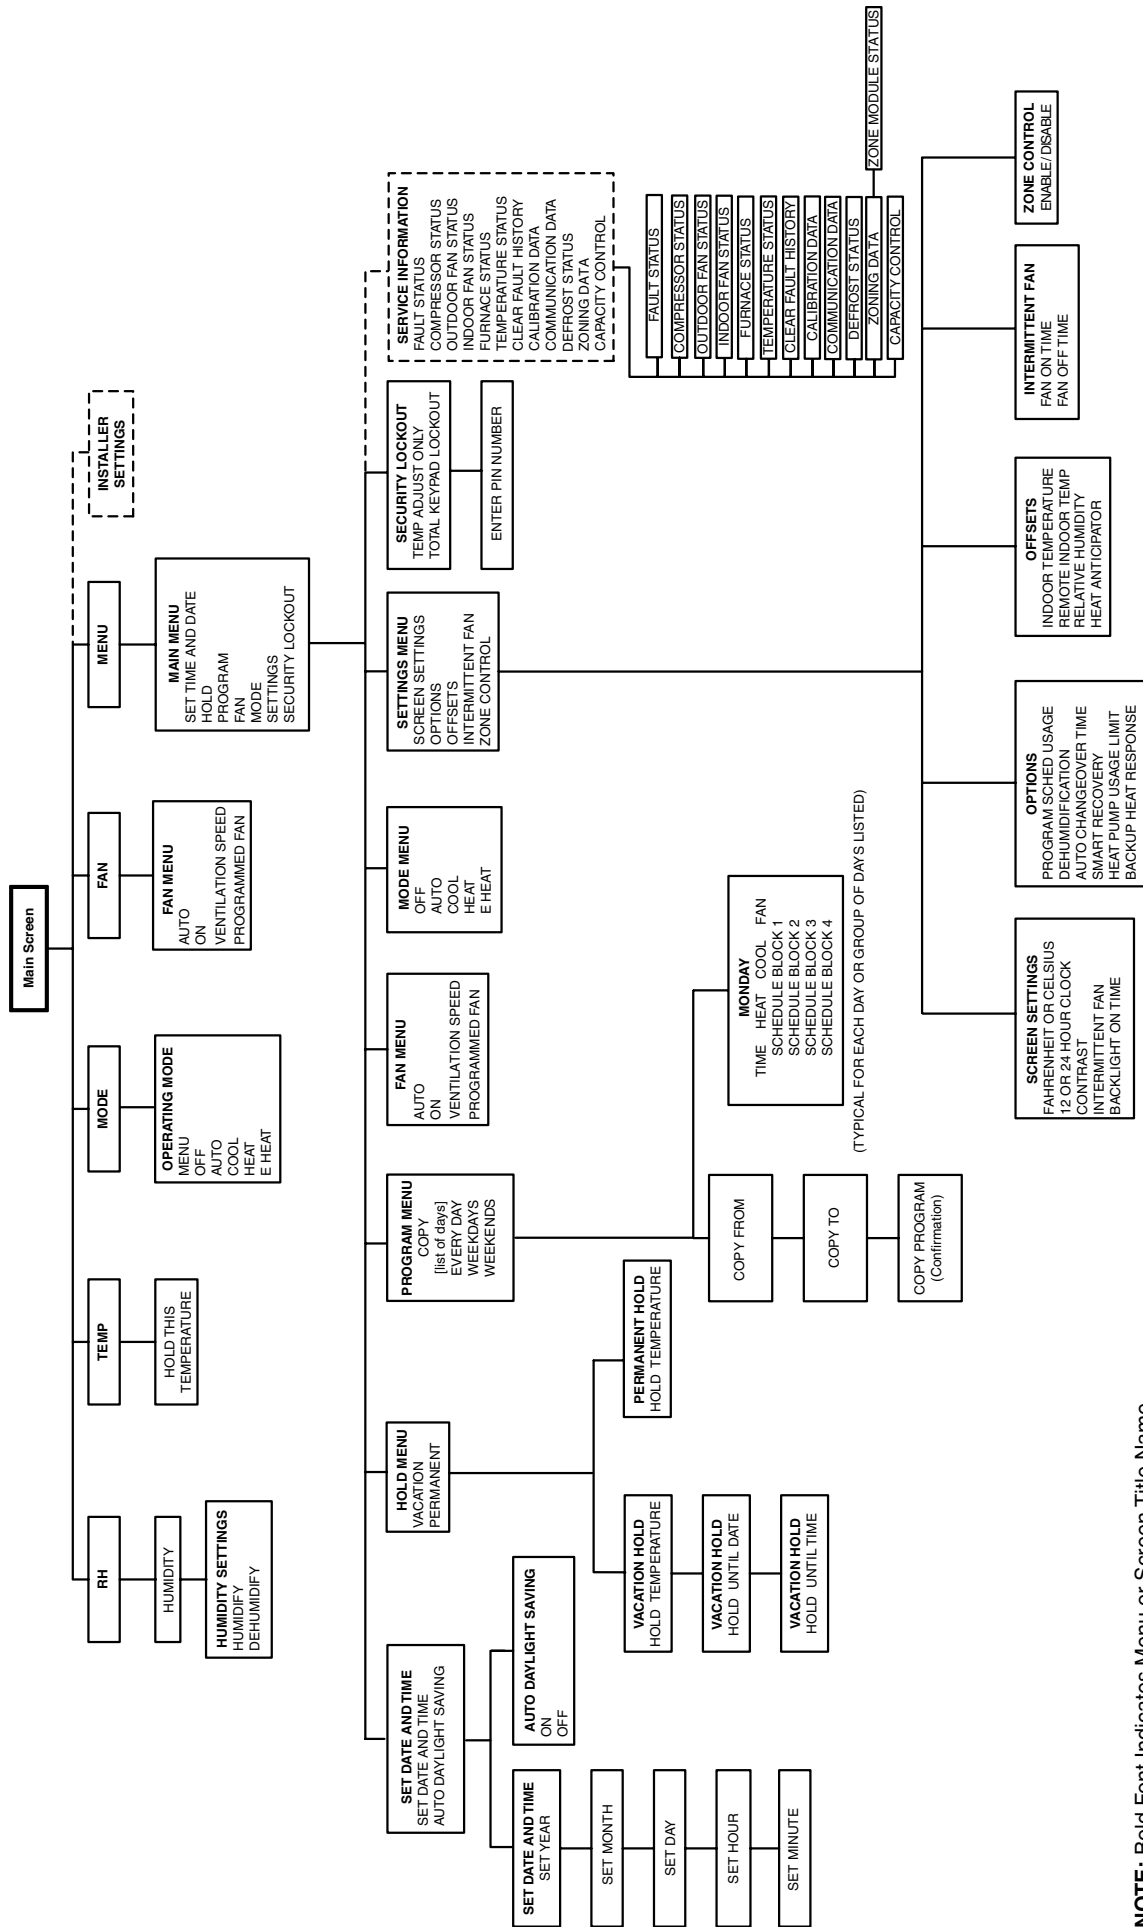 Main Screen
RH
TEMP
MODE
FAN
MENU
INSTALLER
SETTINGS
HUMIDITY
HUMIDITY SETTINGS
HUMIDIFY
DEHUMIDIFY
HOLD THIS
TEMPERATURE
OPERATING MODE
MENU
OFF
AUTO
COOL
HEAT
E HEAT
FAN MENU
AUTO
ON
VENTILATION SPEED
PROGRAMMED FAN
MAIN MENU
SET TIME AND DATE
HOLD
PROGRAM
FAN
MODE
SETTINGS
SECURITY LOCKOUT
SET DATE AND TIME
SET DATE AND TIME
AUTO DAYLIGHT SAVING
HOLD MENU
VACATION
PERMANENT
PROGRAM MENU
COPY
[list of days]
EVERY DAY
WEEKDAYS
WEEKENDS
FAN MENU
AUTO
ON
VENTILATION SPEED
PROGRAMMED FAN
MODE MENU
OFF
AUTO
COOL
HEAT
E HEAT
SETTINGS MENU
SCREEN SETTINGS
OPTIONS
OFFSETS
INTERMITTENT FAN
ZONE CONTROL
SECURITY LOCKOUT
TEMP ADJUST ONLY
TOTAL KEYPAD LOCKOUT
ENTER PIN NUMBER
SERVICE INFORMATION
FAULT STATUS
COMPRESSOR STATUS
OUTDOOR FAN STATUS
INDOOR FAN STATUS
FURNACE STATUS
TEMPERATURE STATUS
CLEAR FAULT HISTORY
CALIBRATION DATA
COMMUNICATION DATA
DEFROST STATUS
ZONING DATA
CAPACITY CONTROL
SET DATE AND TIME
SET YEAR
SET MONTH
SET DAY
SET HOUR
SET MINUTE
AUTO DAYLIGHT SAVING
ON
OFF
VACATION HOLD
HOLD TEMPERATURE
VACATION HOLD
HOLD UNTIL DATE
VACATION HOLD
HOLD UNTIL TIME
PERMANENT HOLD
HOLD TEMPERATURE
COPY FROM
COPY TO
COPY PROGRAM
(Confirmation)
MONDAY
TIME HEAT COOL FAN
SCHEDULE BLOCK 1
SCHEDULE BLOCK 2
SCHEDULE BLOCK 3
SCHEDULE BLOCK 4
(TYPICAL FOR EACH DAY OR GROUP OF DAYS LISTED)
FAULT STATUS
COMPRESSOR STATUS
OUTDOOR FAN STATUS
INDOOR FAN STATUS
FURNACE STATUS
TEMPERATURE STATUS
CLEAR FAULT HISTORY
CALIBRATION DATA
COMMUNICATION DATA
DEFROST STATUS
ZONING DATA
ZONE MODULE STATUS
CAPACITY CONTROL
SCREEN SETTINGS
FAHRENHEIT OR CELSIUS
12 OR 24 HOUR CLOCK
CONTRAST
INTERMITTENT FAN
BACKLIGHT ON TIME
OPTIONS
PROGRAM SCHED USAGE
DEHUMIDIFICATION
AUTO CHANGEOVER TIME
SMART RECOVERY
HEAT PUMP USAGE LIMIT
BACKUP HEAT RESPONSE
OFFSETS
INDOOR TEMPERATURE
REMOTE INDOOR TEMP
RELATIVE HUMIDITY
HEAT ANTICIPATOR
INTERMITTENT FAN
FAN ON TIME
FAN OFF TIME
ZONE CONTROL
ENABLE/ DISABLE
NOTE: Bold Font Indicates Menu or Screen Title Name